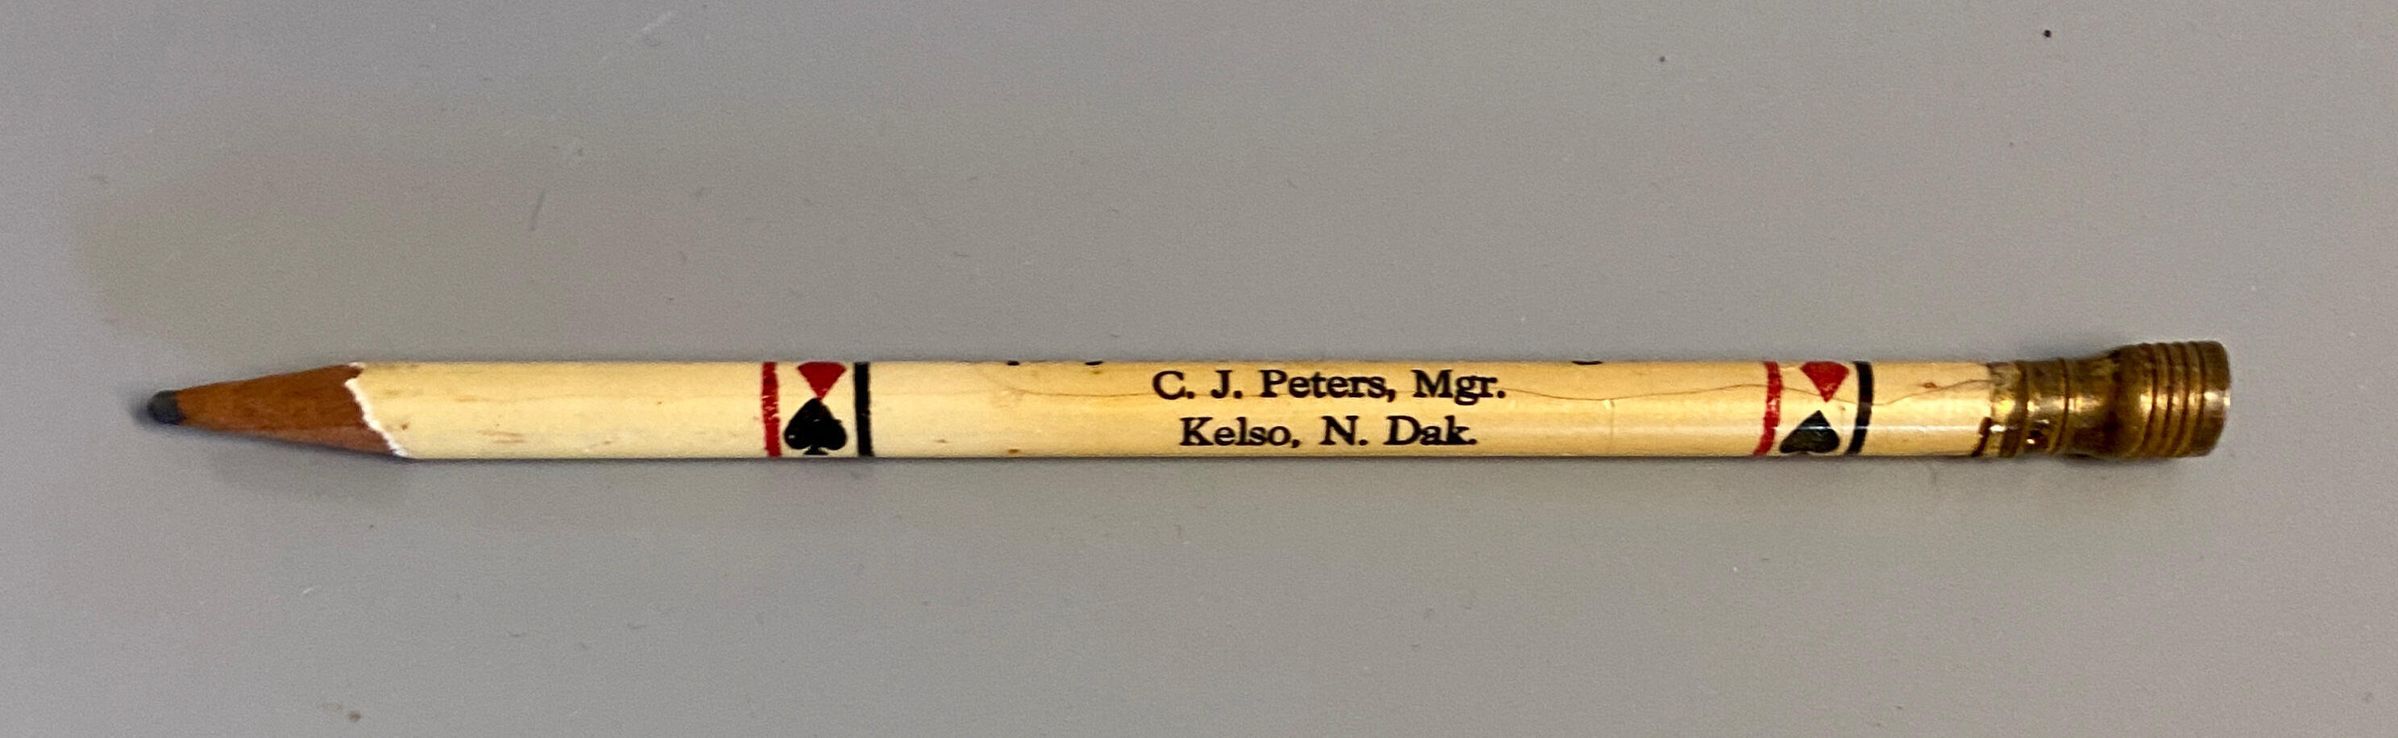 C. J. Peters, Mgr.
Kelso, N. Dak.